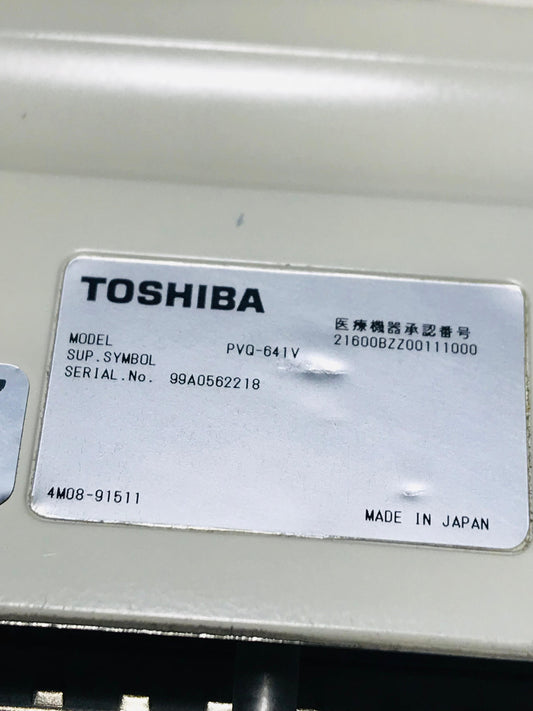 TOSHIBA
医療機器承認番号
MODEL PVQ-641V 21600BZZ00111000
SUP.SYMBOL
SERIAL.No. 99A0562218
4M08-91511
MADE IN JAPAN